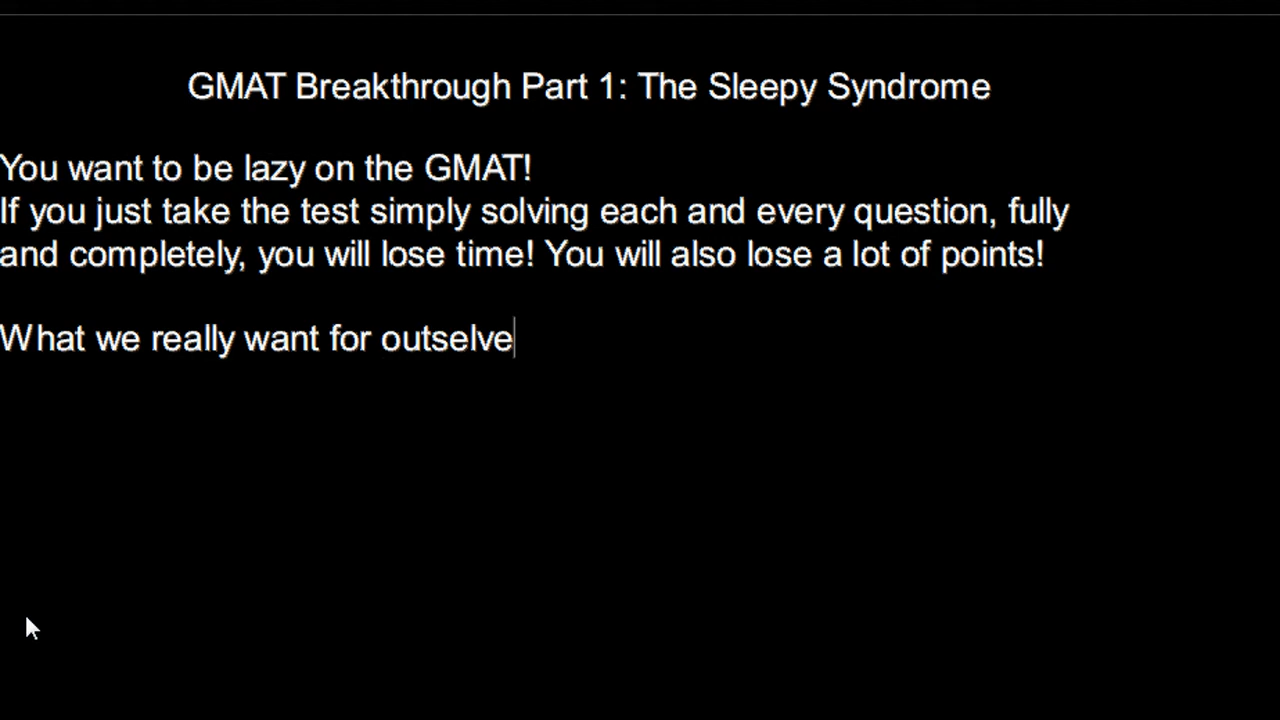 GMAT Breakthrough Part 1: The Sleepy Syndrome
You want to be lazy on the GMAT!
If you just take the test simply solving each and every question, fully
and completely, you will lose time! You will also lose a lot of points!
What we really want for outselve